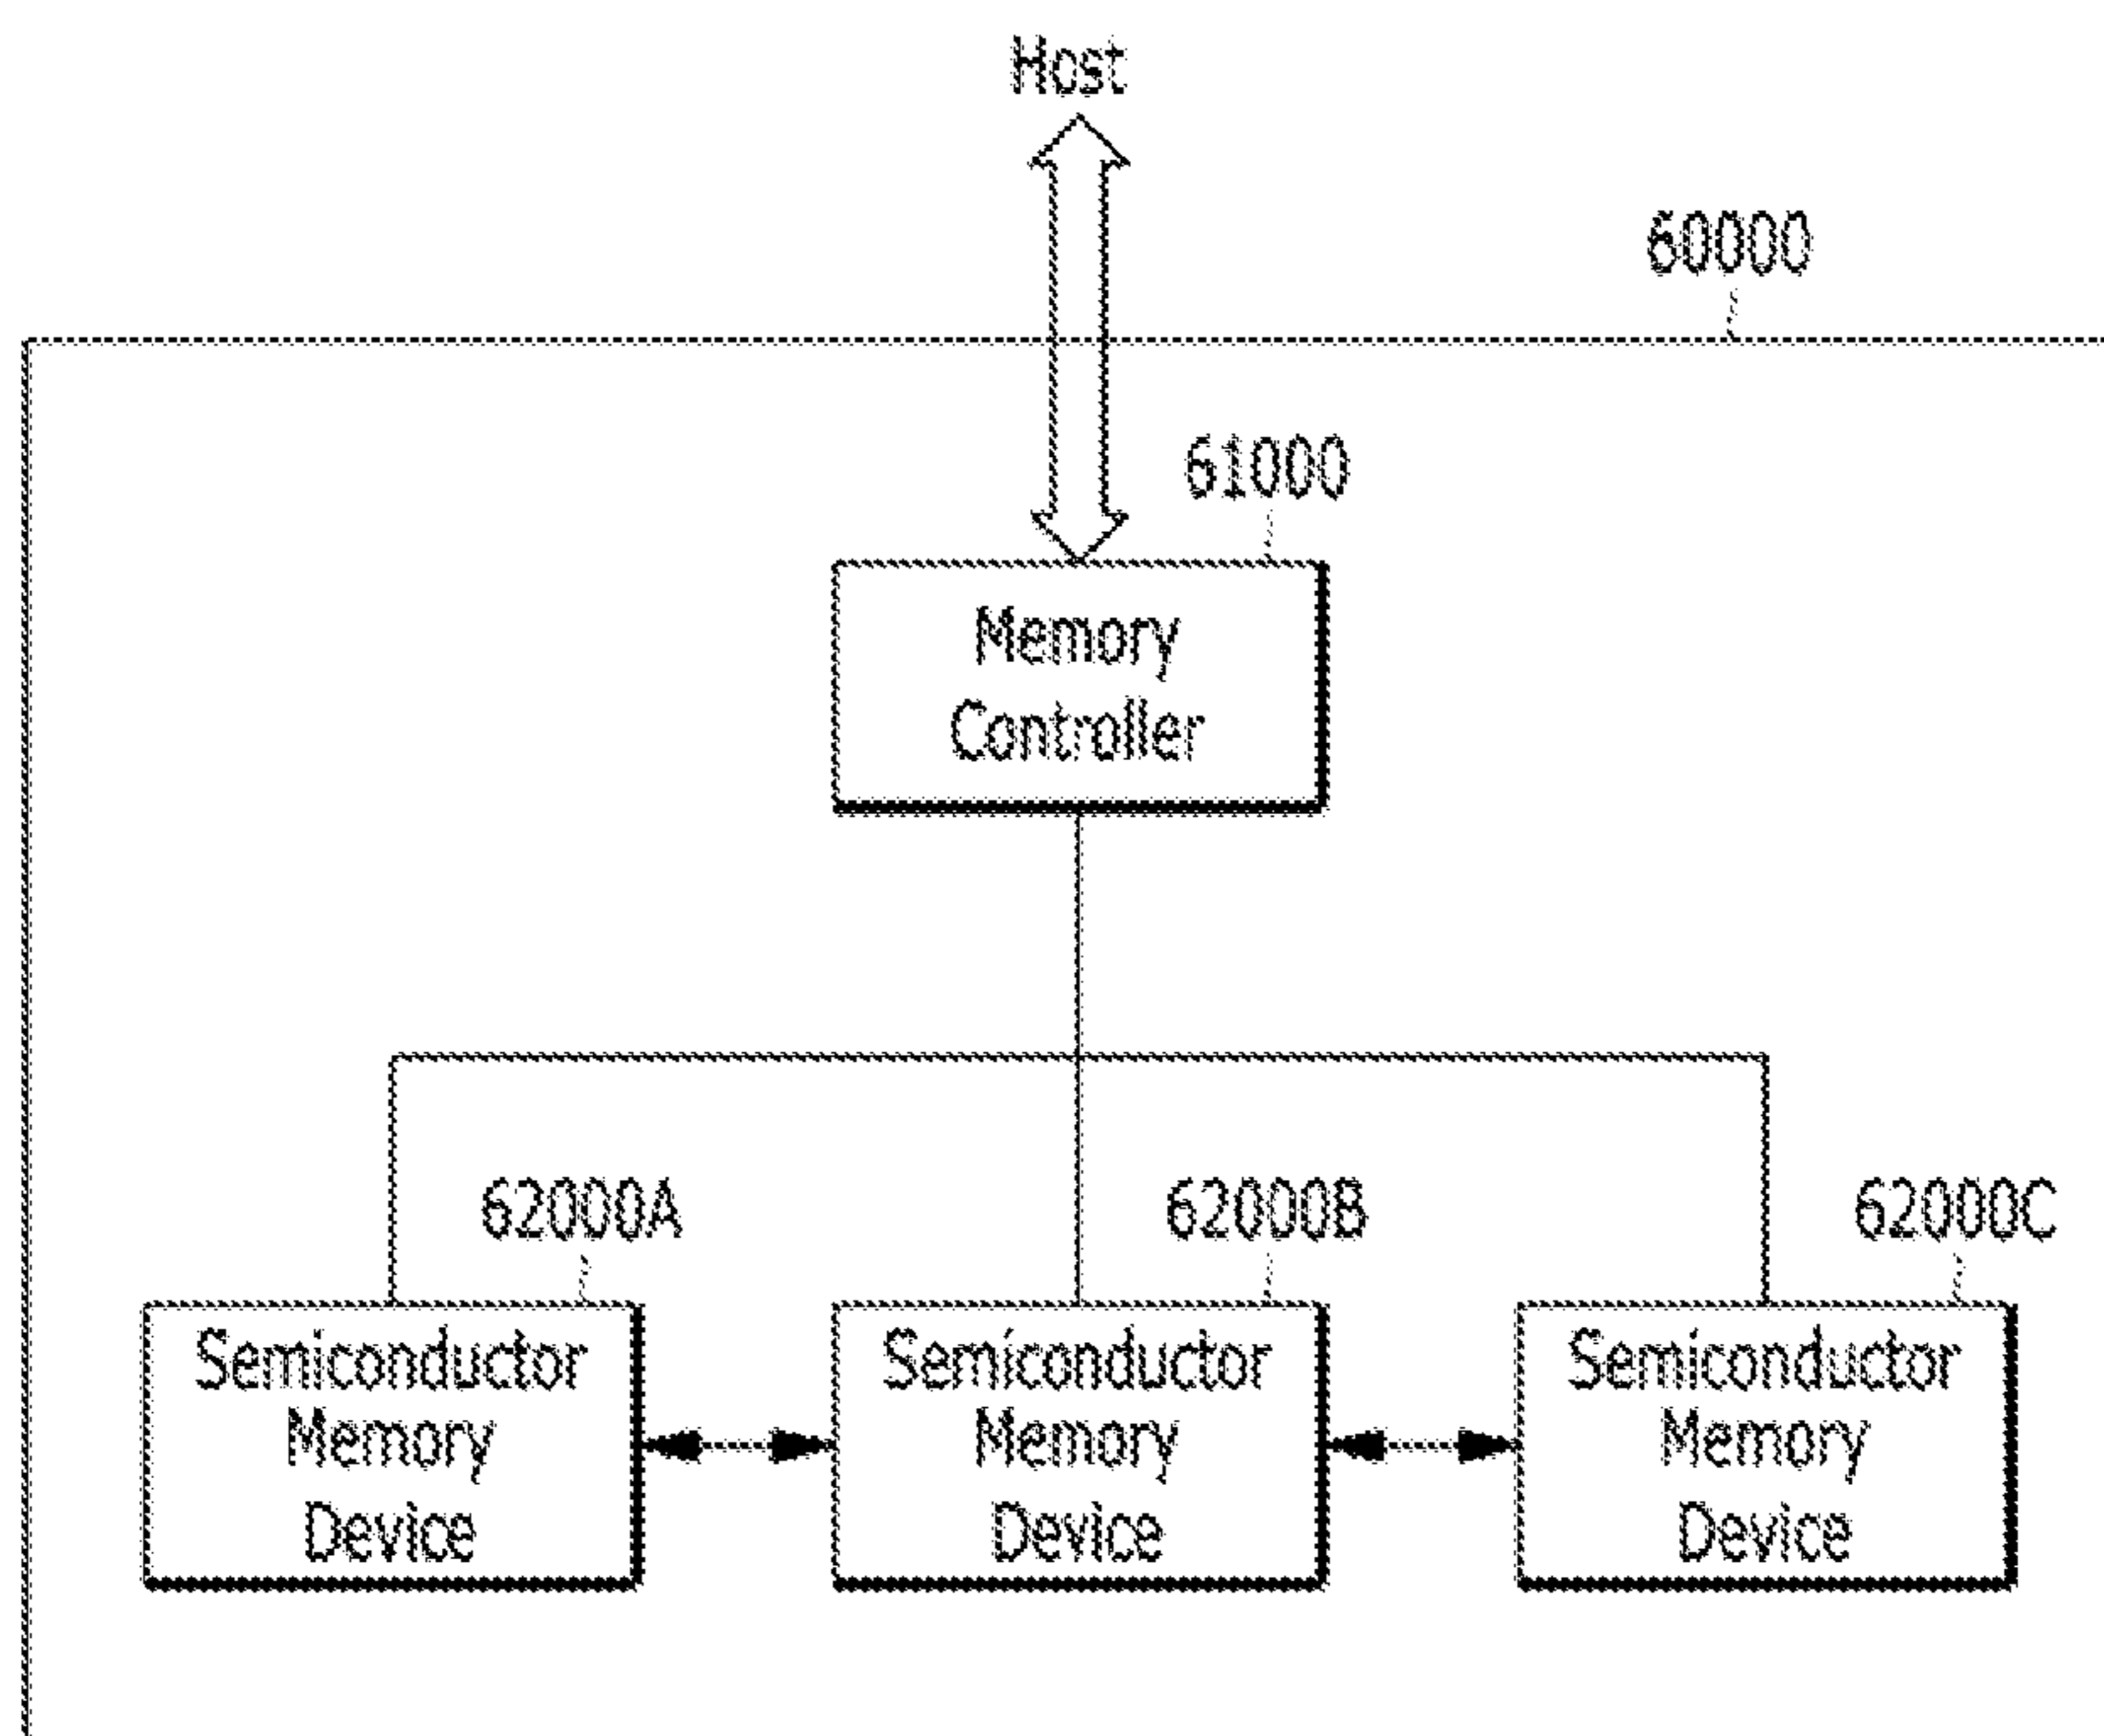 Host
60000
61000
Memory
Controller
62000A
62000B
62000C
Semiconductor
Memory
Device
Semiconductor
Memory
Device
Semiconductor
Memory
Device